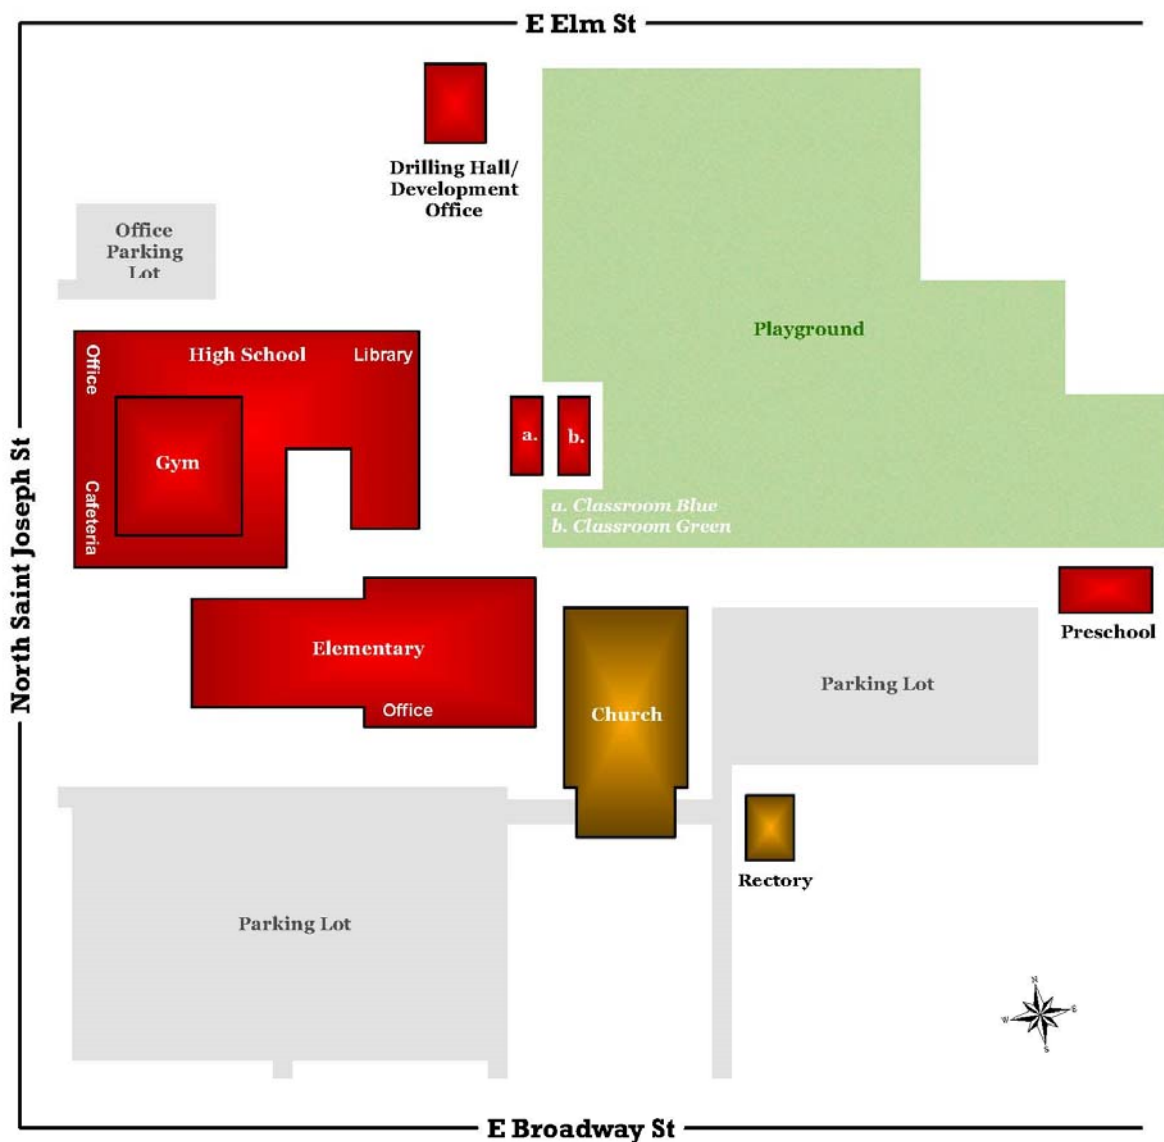 E Elm St
Drilling Hall/
Development
Office
Office
Parking
Lot
Playground
High School
Library
Office
Gym
Cafeteria
a.
b.
a. Classroom Blue
b. Classroom Green
North Saint Joseph St
Elementary
Office
Church
Parking Lot
Preschool
Rectory
Parking Lot
N
E
W
S
E Broadway St